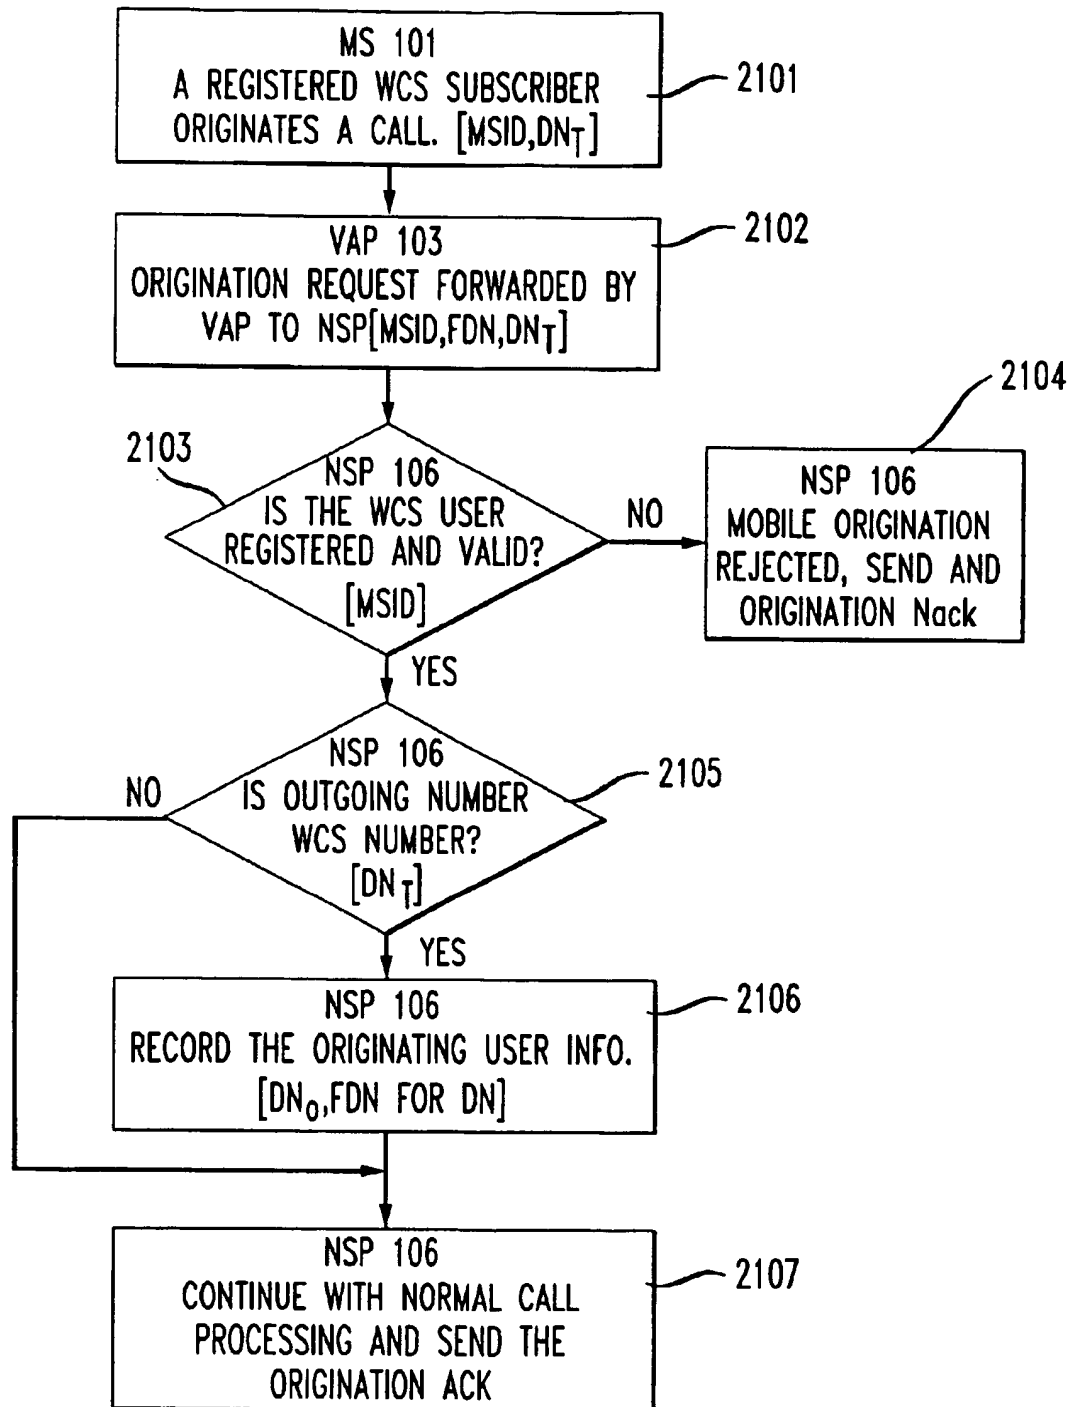 MS 101
A REGISTERED WCS SUBSCRIBER
ORIGINATES A CALL. [MSID,DNT]
2101
VAP 103
ORIGINATION REQUEST FORWARDED BY
VAP TO NSP[MSID,FDN,DNT]
2102
2103
NSP 106
IS THE WCS USER
REGISTERED AND VALID?
[MSID]
NO
YES
2104
NSP 106
MOBILE ORIGINATION
REJECTED, SEND AND
ORIGINATION Nack
NSP 106
IS OUTGOING NUMBER
WCS NUMBER?
[DNT]
2105
NO
YES
NSP 106
RECORD THE ORIGINATING USER INFO.
[DNO,FDN FOR DN]
2106
NSP 106
CONTINUE WITH NORMAL CALL
PROCESSING AND SEND THE
ORIGINATION ACK
2107